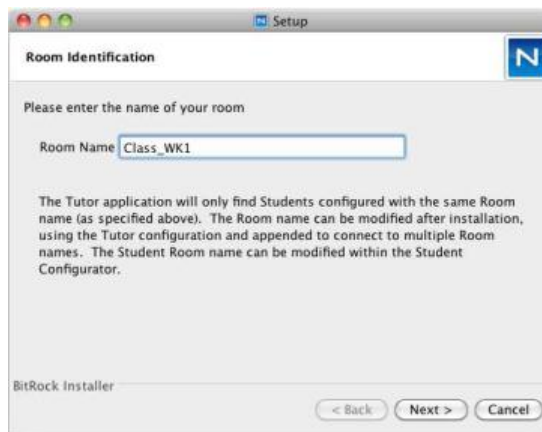 Setup
Room Identification
N
Please enter the name of your room
Room Name Class_WK1
The Tutor application will only find Students configured with the same Room
name (as specified above). The Room name can be modified after installation,
using the Tutor configuration and appended to connect to multiple Room
names. The Student Room name can be modified within the Student
Configurator.
BitRock Installer
< Back Next > Cancel